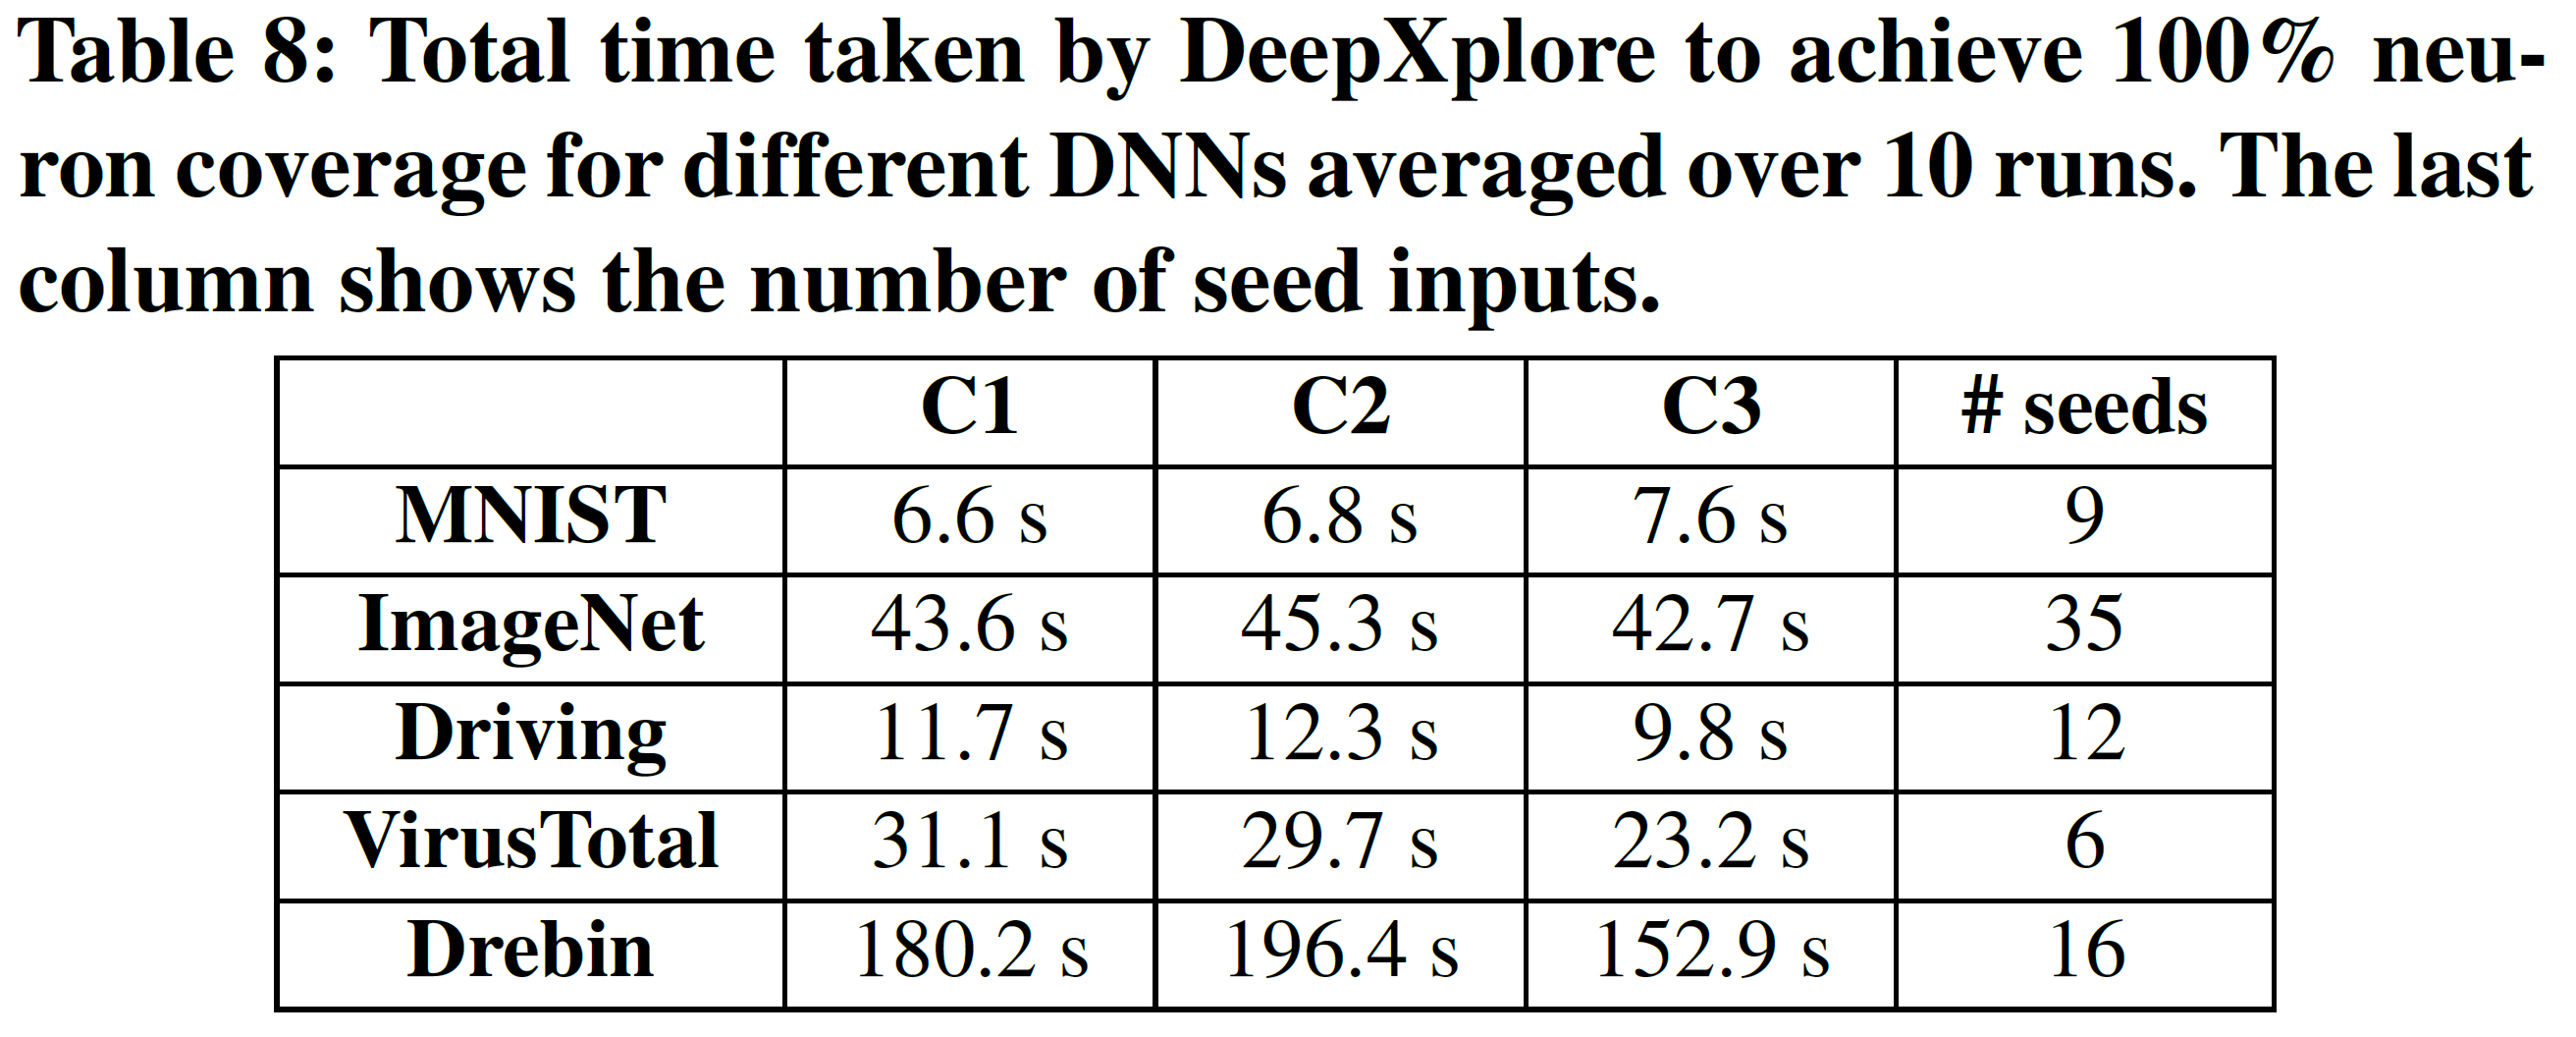 Table 8: Total time taken by DeepXplore to achieve 100% neu-
ron coverage for different DNNs averaged over 10 runs. The last
column shows the number of seed inputs.
C1 C2 C3 # seeds
MNIST 6.6 s 6.8 s 7.6 s 9
ImageNet 43.6 s 45.3 s 42.7 s 35
Driving 11.7 s 12.3 s 9.8 s 12
VirusTotal 31.1 s 29.7 s 23.2 s 6
Drebin 180.2 s 196.4 s 152.9 s 16